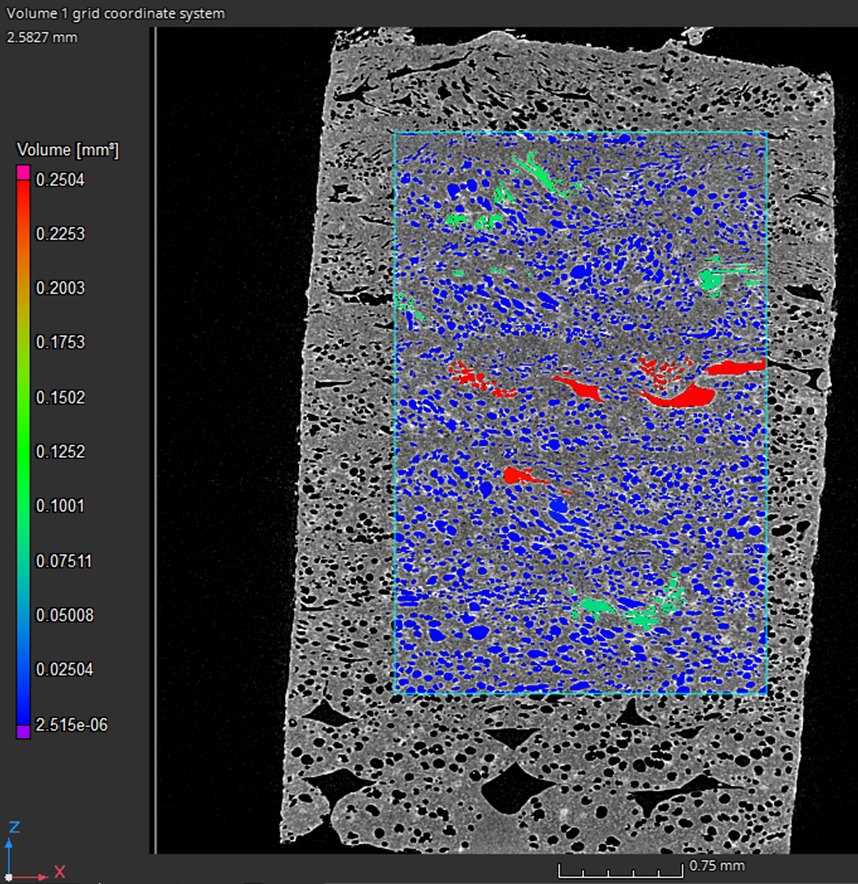 Volume 1 grid coordinate system
2.5827 mm
Volume [mm³]
0.2504
0.2253
0.2003
0.1753
0.1502
0.1252
0.1001
0.07511
0.05008
0.02504
2.515e-06
Z
X
0.75 mm